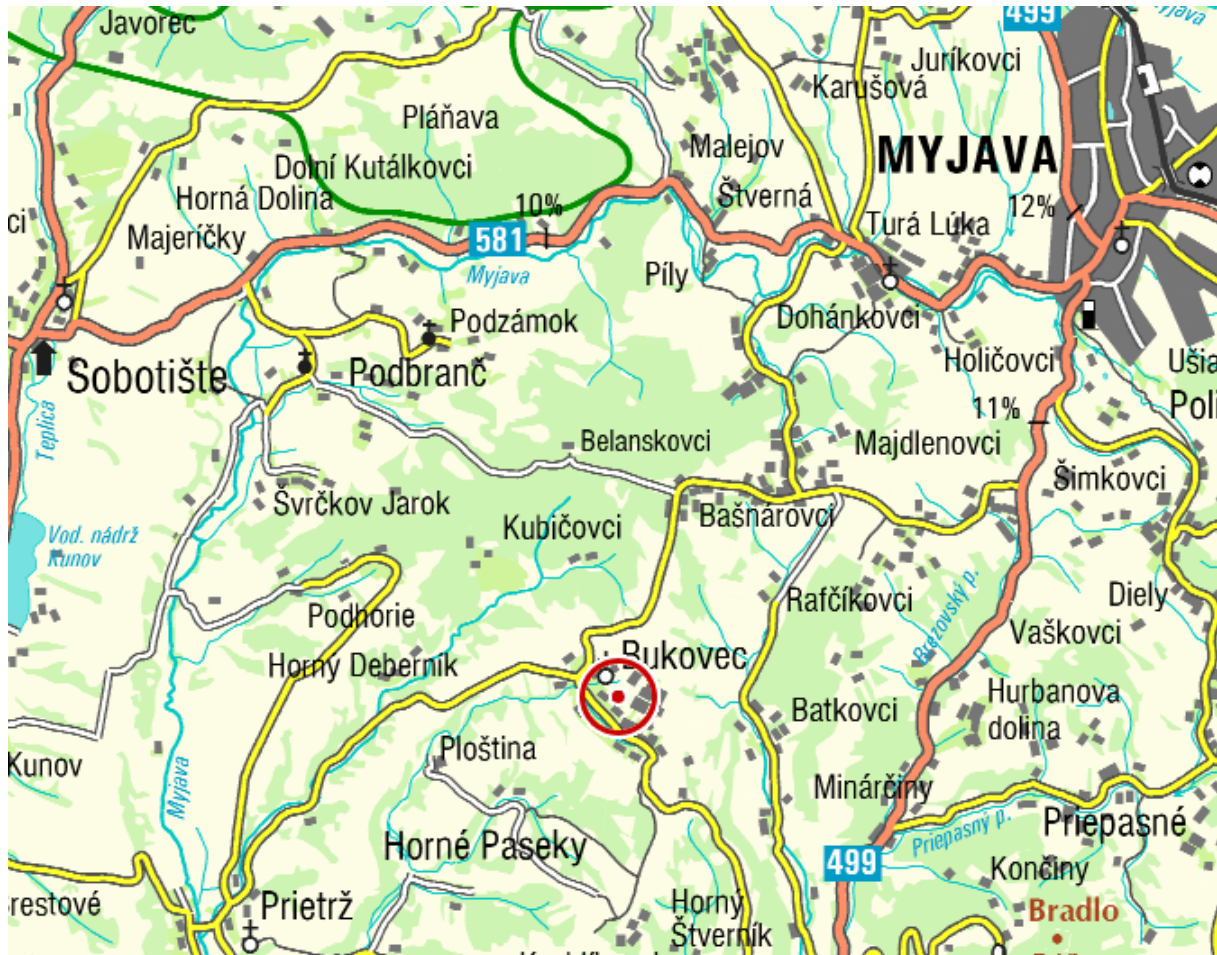 Javorec
499
Myjava
Juríkovci
Karušová
Pláňava
Malejov
MYJAVA
Dolní Kutálkovci
Horná Dolina
Štverná
10%
12%
Turá Lúka
Majeríčky
581
Myjava
Píly
Dohánkovci
Podzámok
Holičovci
Sobotište
Podbranč
11%
Teplica
Belanskovci
Majdlenovci
Šimkovci
Švrčkov Jarok
Kubičovci
Bašnárovci
Vod. nádrž
Kunov
Podhorie
Rafčíkovci
Brezovský p.
Diely
Vaškovci
Horný Deberník
Bukovec
Hurbanova
dolina
Batkovci
Kunov
Ploština
Myjava
Minárčiny
Priepasný p.
Priepasné
Horné Paseky
499
Končiny
Prietrž
Horný
Štverník
Bradlo